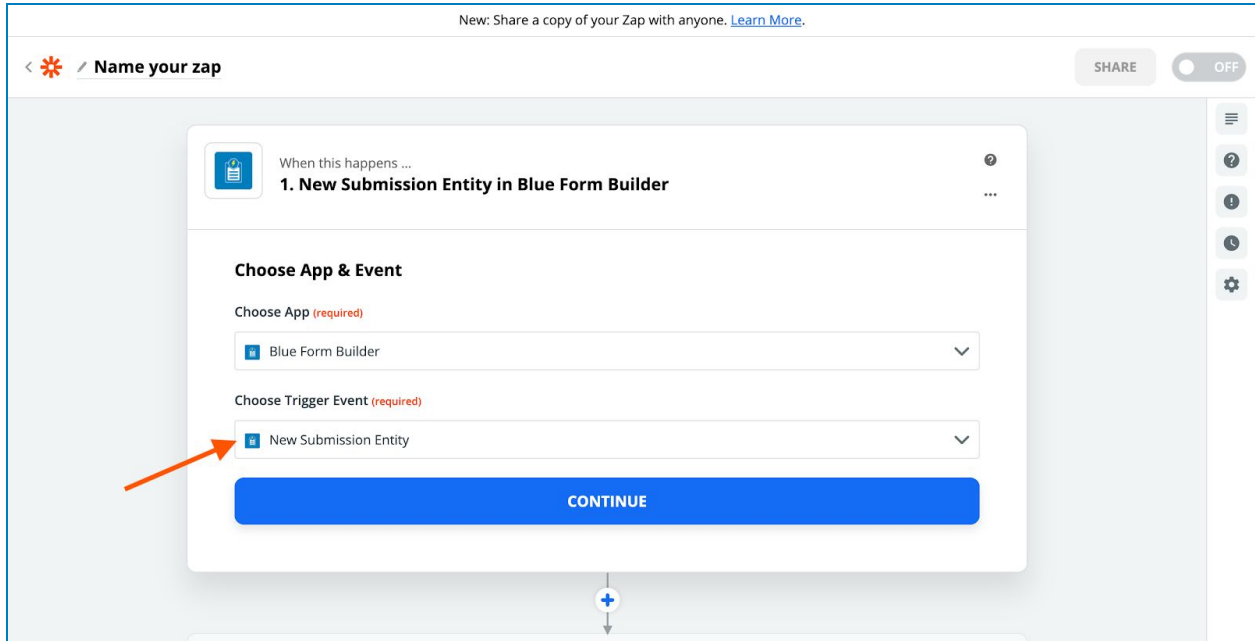 New: Share a copy of your Zap with anyone. Learn More.
Name your zap
SHARE
OFF
When this happens ...
1. New Submission Entity in Blue Form Builder
Choose App & Event
Choose App (required)
Blue Form Builder
Choose Trigger Event (required)
New Submission Entity
CONTINUE